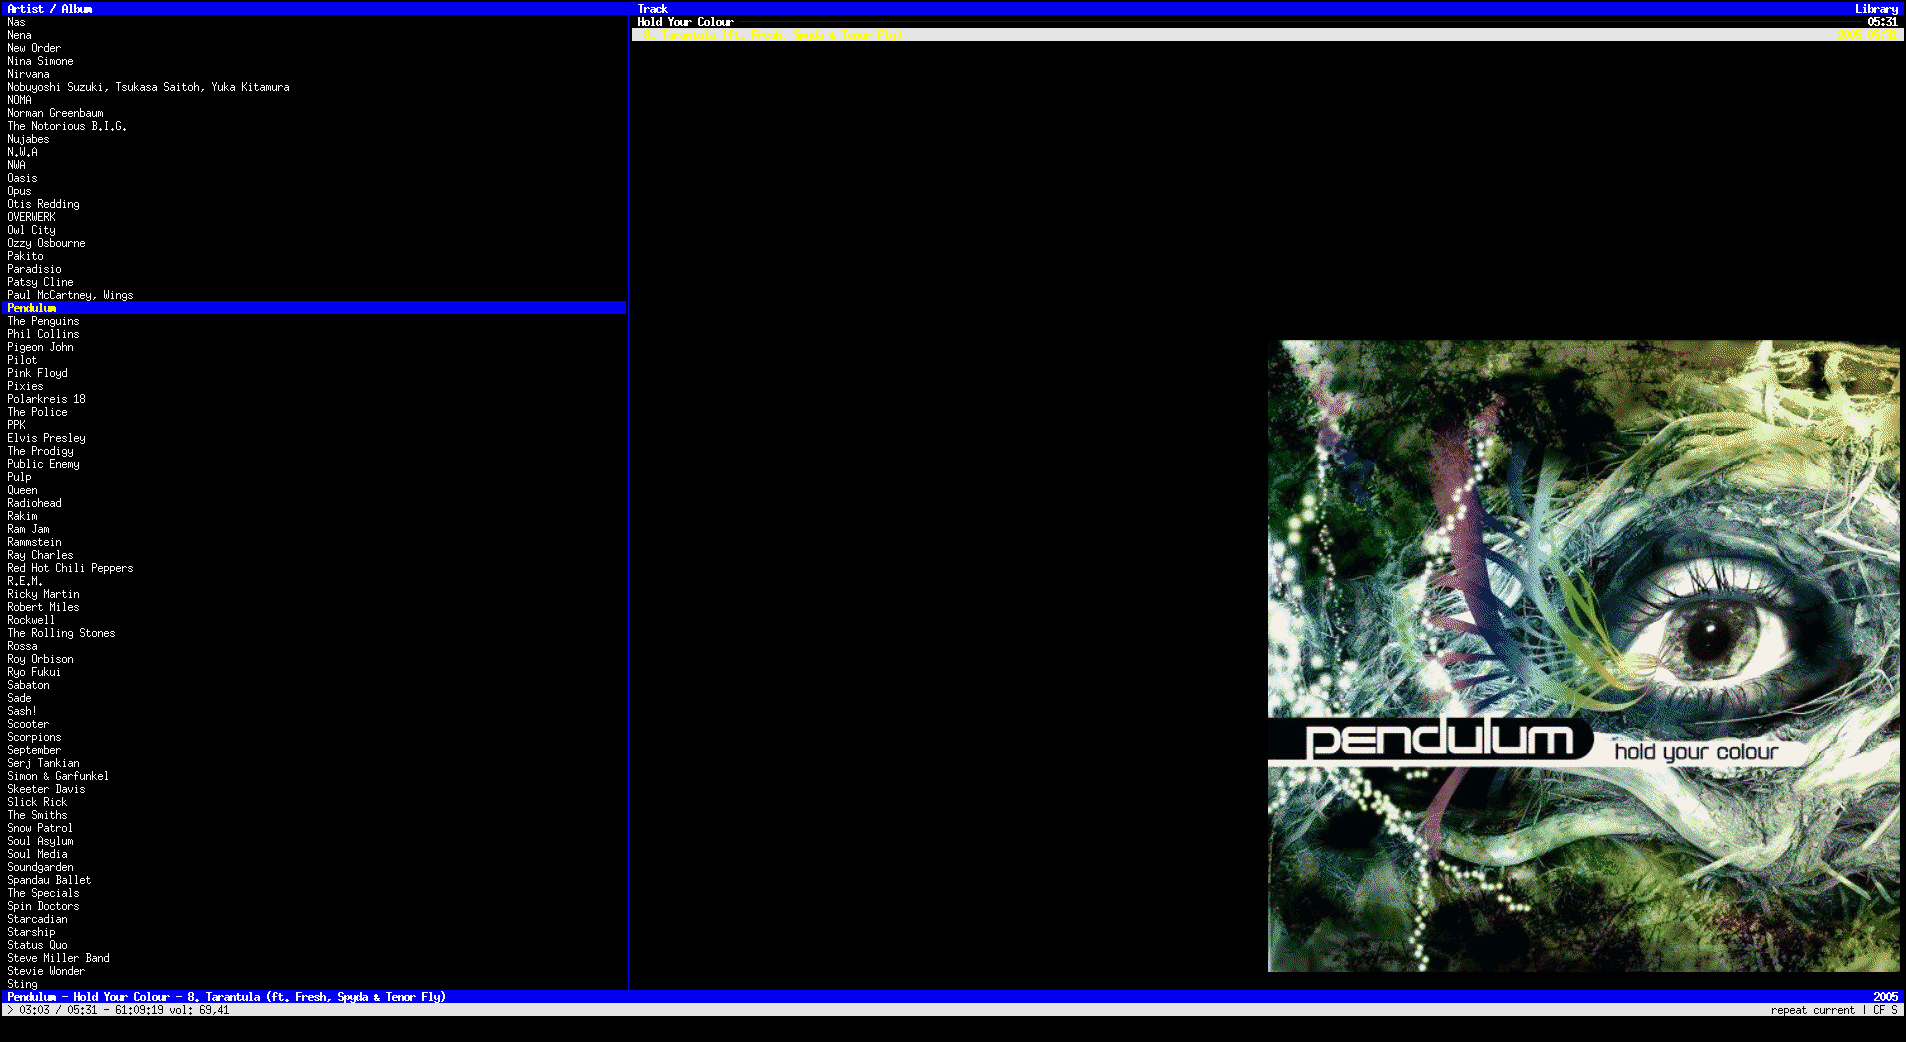 Artist / Album
Nas
Nena
New Order
Nina Simone
Nirvana
Nobuyoshi Suzuki, Tsukasa Saitoh, Yuka Kitamura
NOMA
Norman Greenbaum
The Notorious B.I.G.
Nujabes
N.W.A
NWA
Oasis
Opus
Otis Redding
OVERWERK
Owl City
Ozzy Osbourne
Pakito
Paradisio
Patsy Cline
Paul McCartney, Wings
Pendulum
The Penguins
Phil Collins
Pigeon John
Pilot
Pink Floyd
Pixies
Polarkreis 18
The Police
PPK
Elvis Presley
The Prodigy
Public Enemy
Pulp
Queen
Radiohead
Rakim
Ram Jam
Rammstein
Ray Charles
Red Hot Chili Peppers
R.E.M.
Ricky Martin
Robert Miles
Rockwell
The Rolling Stones
Rossa
Roy Orbison
Ryo Fukui
Sabaton
Sade
Sash!
Scooter
Scorpions
September
Serj Tankian
Simon & Garfunkel
Skeeter Davis
Slick Rick
The Smiths
Snow Patrol
Soul Asylum
Soul Media
Soundgarden
Spandau Ballet
The Specials
Spin Doctors
Starcadian
Starship
Status Quo
Steve Miller Band
Stevie Wonder
Sting
Track Library
Hold Your Colour 05:31
8. Tarantula (ft. Fresh, Spyda & Tenor Fly) 2005 05:31
pendulum hold your colour
Pendulum - Hold Your Colour - 8. Tarantula (ft. Fresh, Spyda & Tenor Fly) 2005
> 03:03 / 05:31 - 61:09:19 vol: 69,41 repeat current | CF S